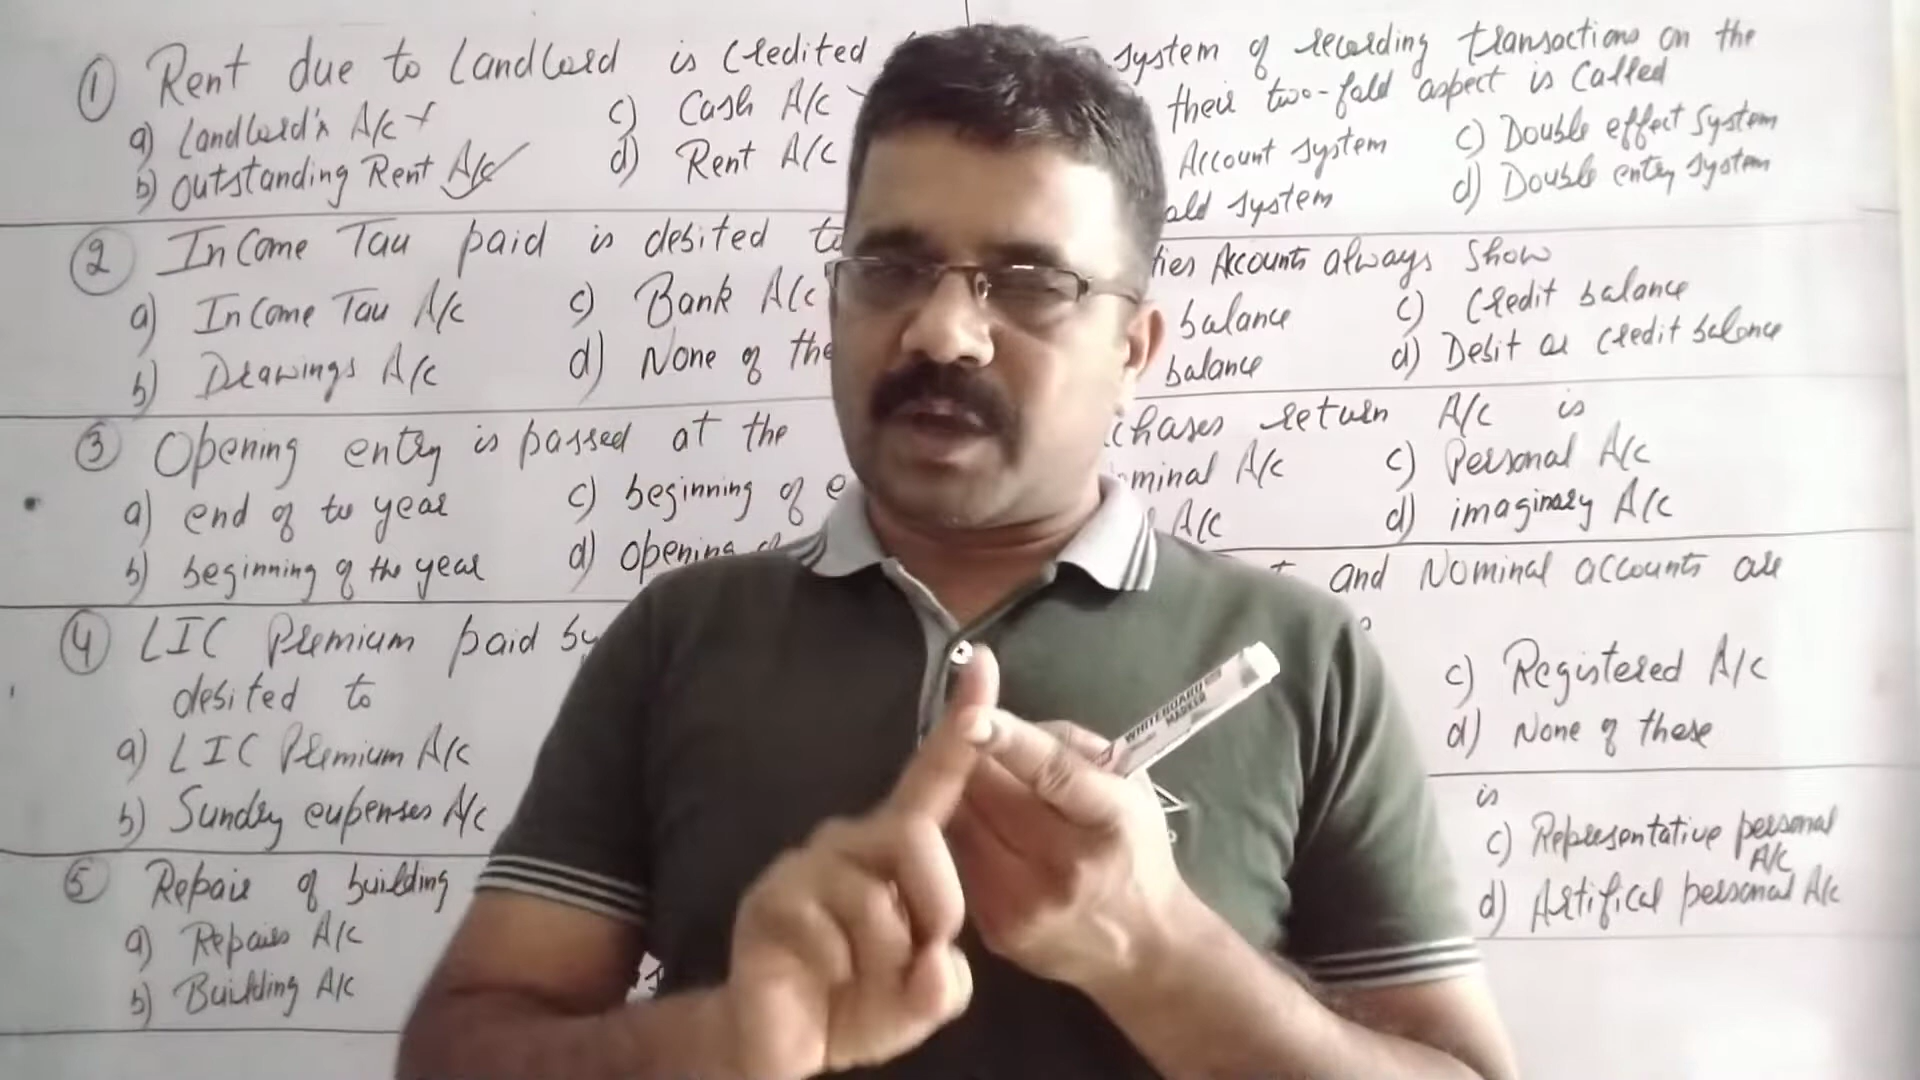 ① Rent due to Landlord is Credited
a) Landlord's A/c
b) Outstanding Rent A/c
c) Cash A/c
d) Rent A/c
② InCome Tax paid is debited to
a) InCome Tax A/c
b) Drawings A/c
c) Bank A/c
d) None of the
③ Opening entry is passed at the
a) end of the year
b) beginning of the year
c) beginning of
d) opening
④ LIC Premium paid by
debited to
a) LIC Premium A/c
b) Sundry expenses A/c
⑤ Repair of building
a) Repairs A/c
b) Building A/c
system of recording transactions on the
their two-fold aspect is Called
Account system
system
c) Double effect system
d) Double entry system
Accounts always Show
balance
balance
c) Credit balance
d) Debit or Credit balance
return A/c is
A/c
A/c
c) Personal A/c
d) imaginary A/c
and Nominal accounts are
c) Registered A/c
d) None of these
is
c) Representative personal
A/c
d) Artifical personal A/c
WHITEBOARD
MARKER